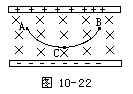 + + + + + + + +
A B
C
- - - - - - - -
图 10-22